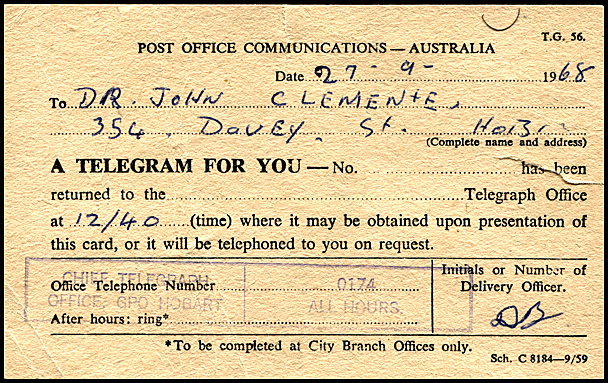 T.G. 56.
POST OFFICE COMMUNICATIONS — AUSTRALIA
Date 27 - 9 - 1968
To DR. JOHN CLEMENTE,
354, DAVEY. St.
(Complete name and address)
A TELEGRAM FOR YOU — No. has been
returned to the Telegraph Office
at 12/40 (time) where it may be obtained upon presentation of
this card, or it will be telephoned to you on request.
CHIEF TELEGRAPH
OFFICE, GPO HOBART
0174
ALL HOURS.
Office Telephone Number
After hours: ring*
Initials or Number of
Delivery Officer.
*To be completed at City Branch Offices only.
Sch. C 8184—9/59